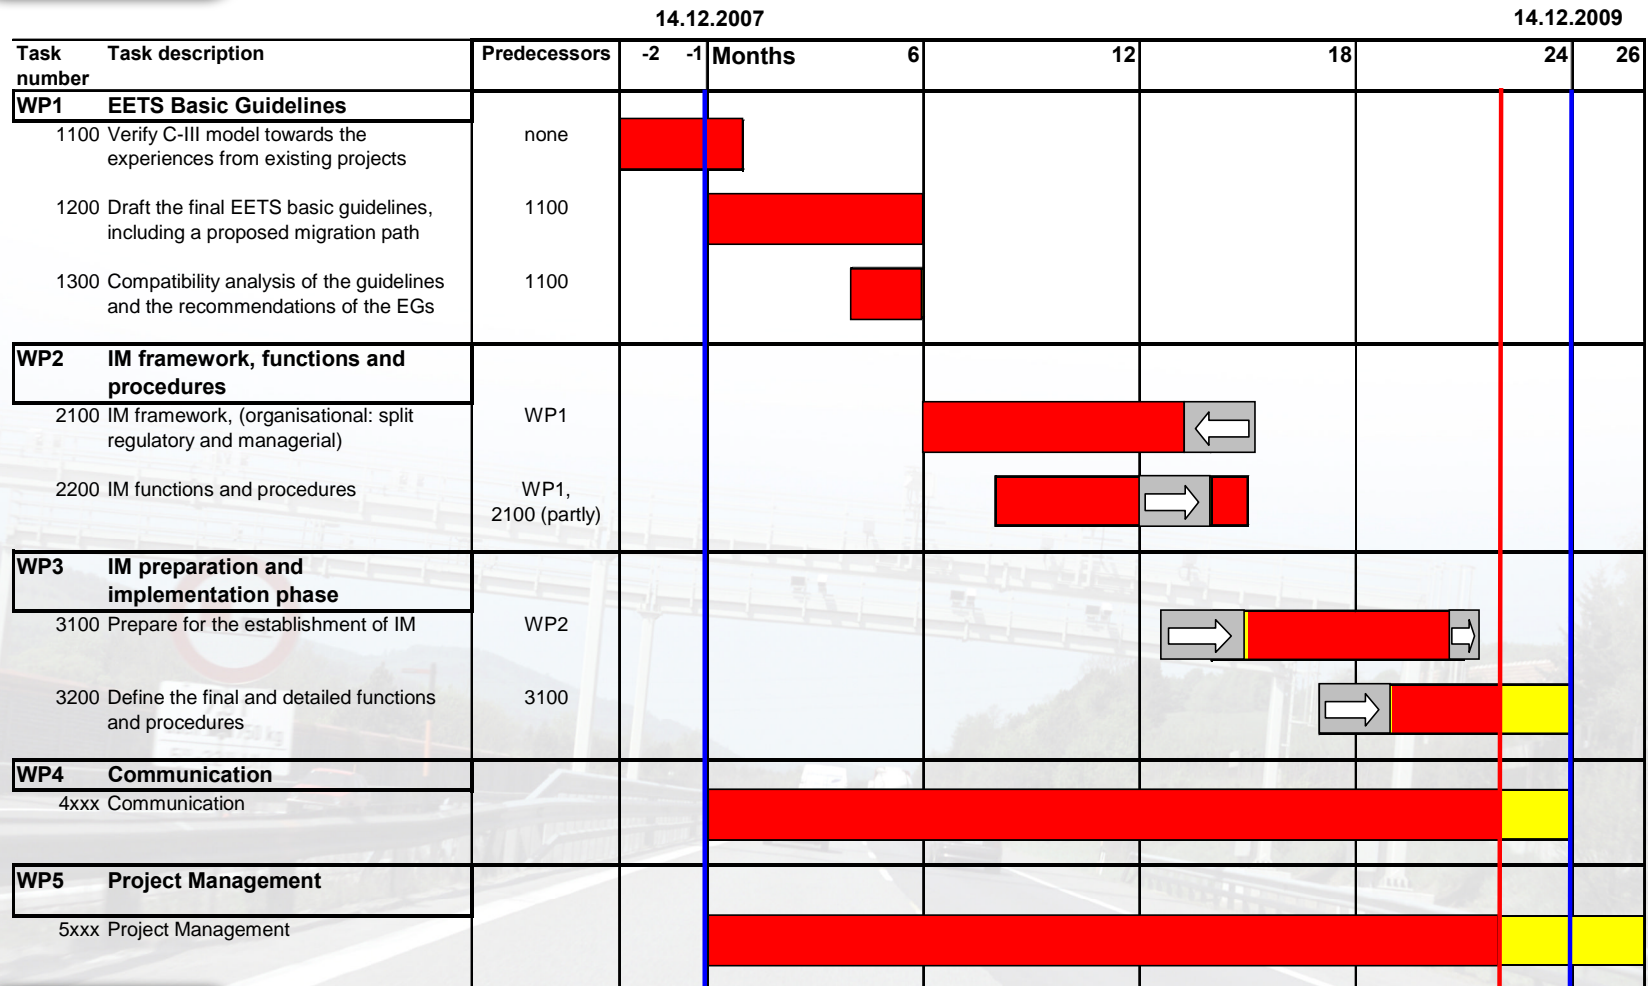 14.12.2007 14.12.2009
Task Task description Predecessors -2 -1 Months 6 12 18 24 26
number
WP1 EETS Basic Guidelines
1100 Verify C-III model towards the none
experiences from existing projects
1200 Draft the final EETS basic guidelines, 1100
including a proposed migration path
1300 Compatibility analysis of the guidelines 1100
and the recommendations of the EGs
WP2 IM framework, functions and
procedures
2100 IM framework, (organisational: split WP1
regulatory and managerial)
2200 IM functions and procedures WP1,
2100 (partly)
WP3 IM preparation and
implementation phase
3100 Prepare for the establishment of IM WP2
3200 Define the final and detailed functions 3100
and procedures
WP4 Communication
4xxx Communication
WP5 Project Management
5xxx Project Management